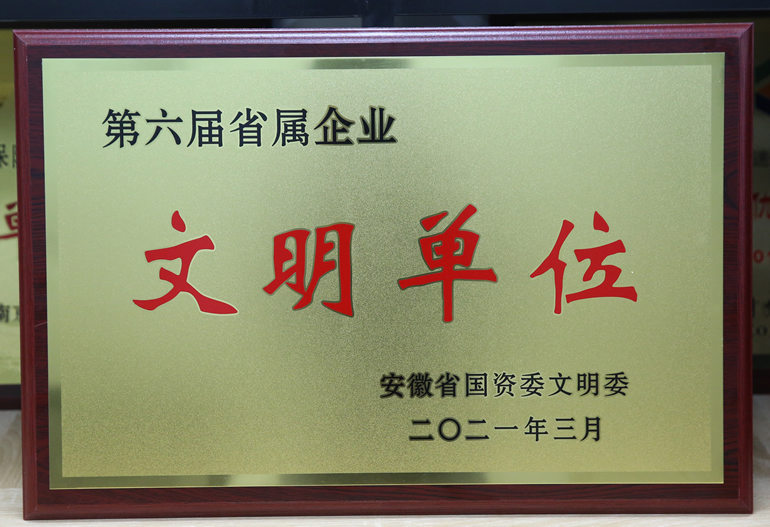 第六届省属企业
文明单位
安徽省国资委文明委
二〇二一年三月